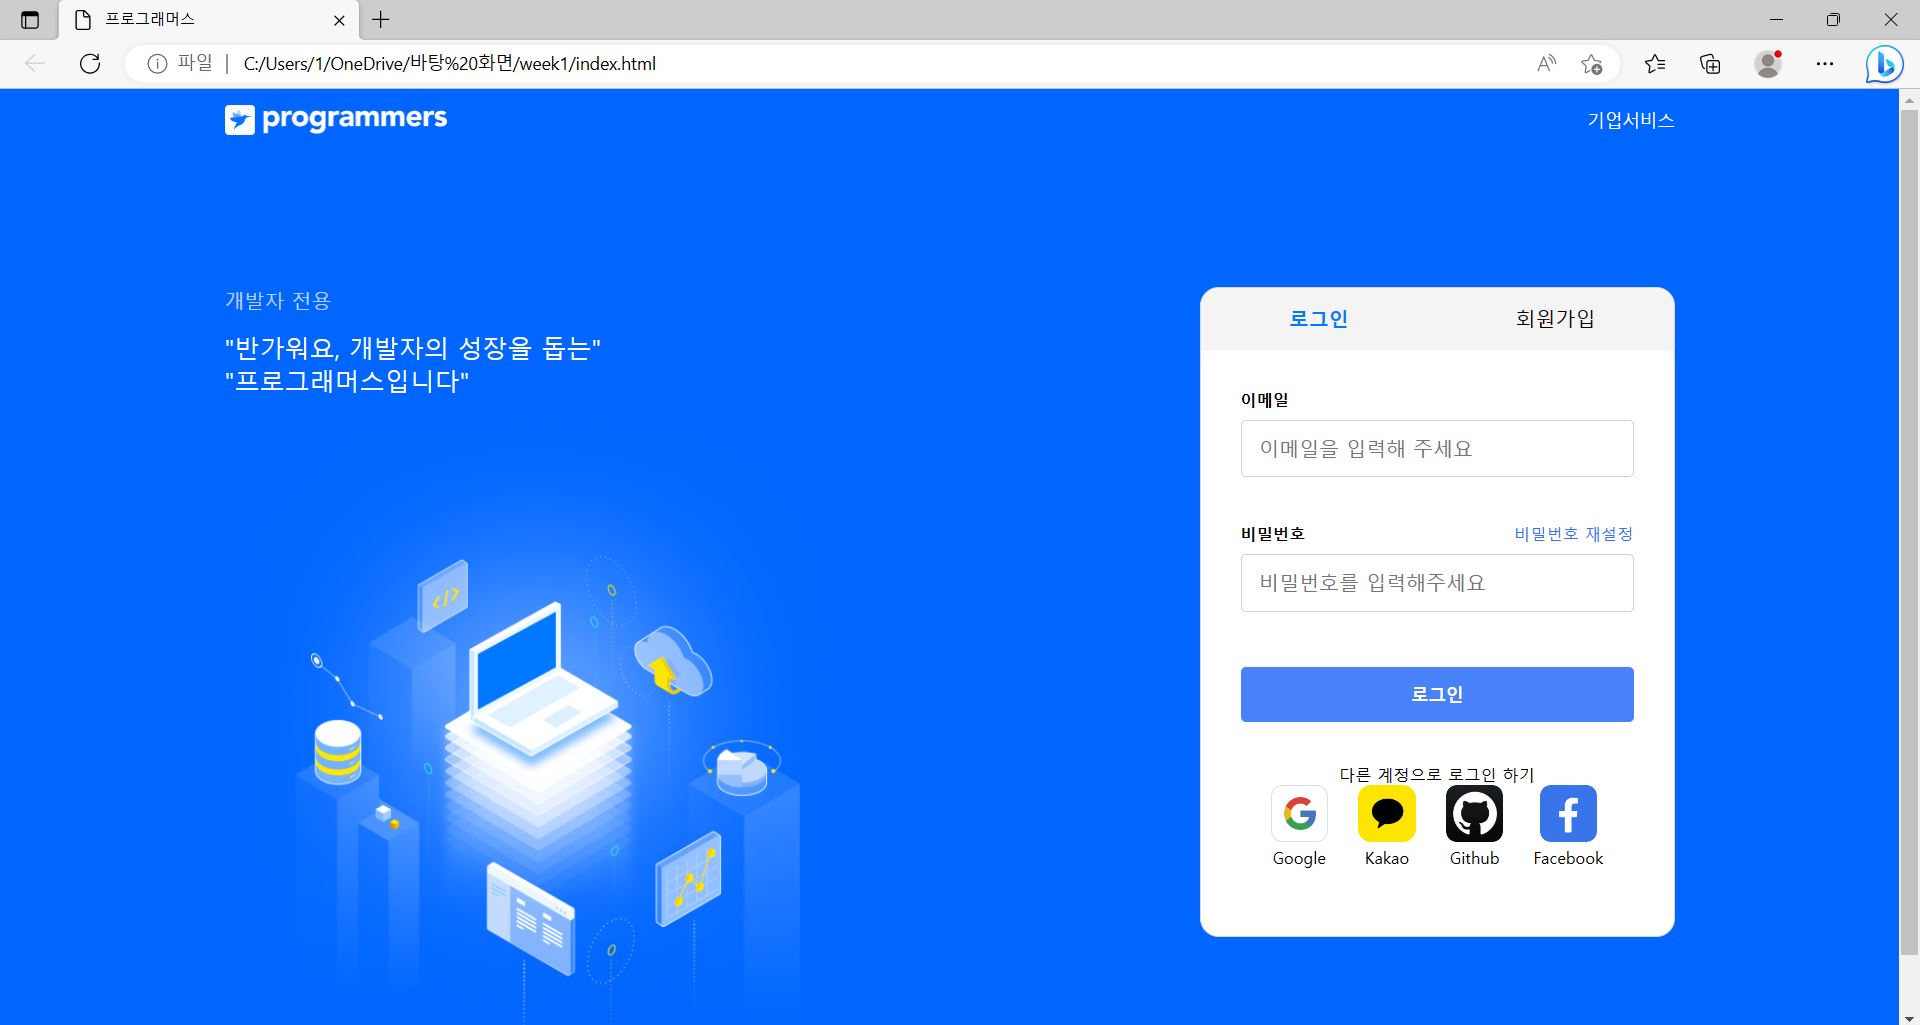 프로그래머스
파일
C:/Users/1/OneDrive/바탕%20화면/week1/index.html
programmers
기업서비스
개발자 전용
"반가워요, 개발자의 성장을 돕는"
"프로그래머스입니다"
</>
로그인 회원가입
이메일
이메일을 입력해 주세요
비밀번호 비밀번호 재설정
비밀번호를 입력해주세요
로그인
다른 계정으로 로그인 하기
Google Kakao Github Facebook